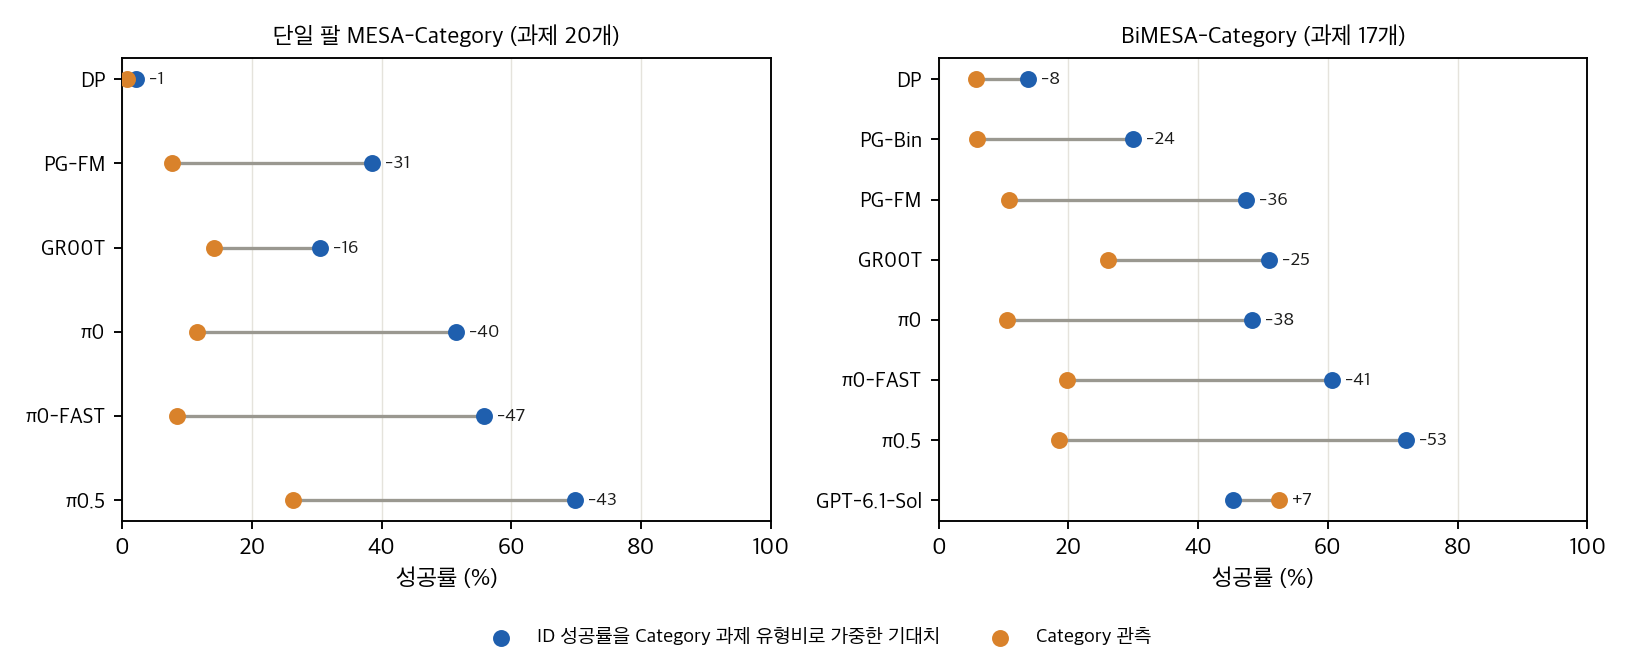 단일 팔 MESA-Category (과제 20개)
DP
-1
PG-FM
-31
GR00T
-16
π0
-40
π0-FAST
-47
π0.5
-43
0 20 40 60 80 100
성공률 (%)
BiMESA-Category (과제 17개)
DP
-8
PG-Bin
-24
PG-FM
-36
GR00T
-25
π0
-38
π0-FAST
-41
π0.5
-53
GPT-6.1-Sol
+7
0 20 40 60 80 100
성공률 (%)
ID 성공률을 Category 과제 유형비로 가중한 기대치
Category 관측